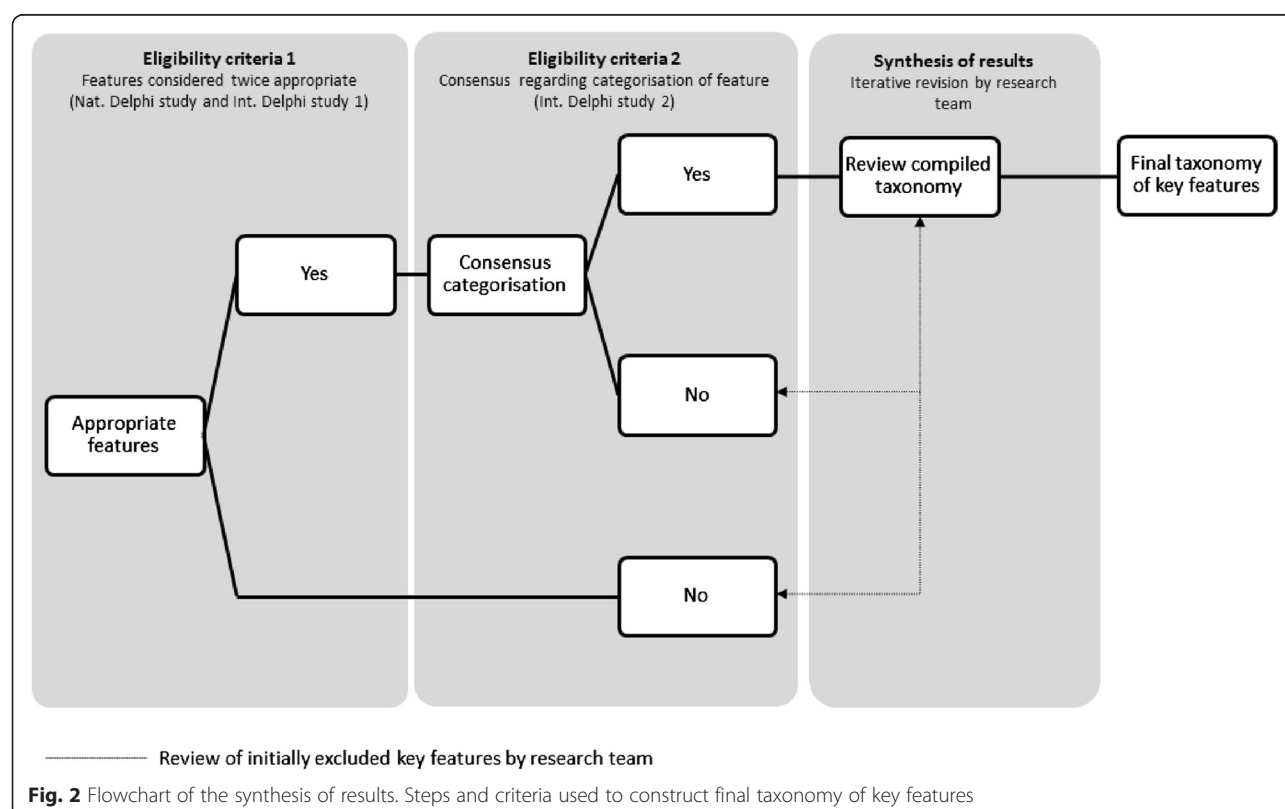 Eligibility criteria 1
Features considered twice appropriate
(Nat. Delphi study and Int. Delphi study 1)
Eligibility criteria 2
Consensus regarding categorisation of feature
(Int. Delphi study 2)
Synthesis of results
Iterative revision by research
team
Yes
Review compiled
taxonomy
Final taxonomy
of key features
Yes
Consensus
categorisation
No
Appropriate
features
No
Review of initially excluded key features by research team
Fig. 2 Flowchart of the synthesis of results. Steps and criteria used to construct final taxonomy of key features